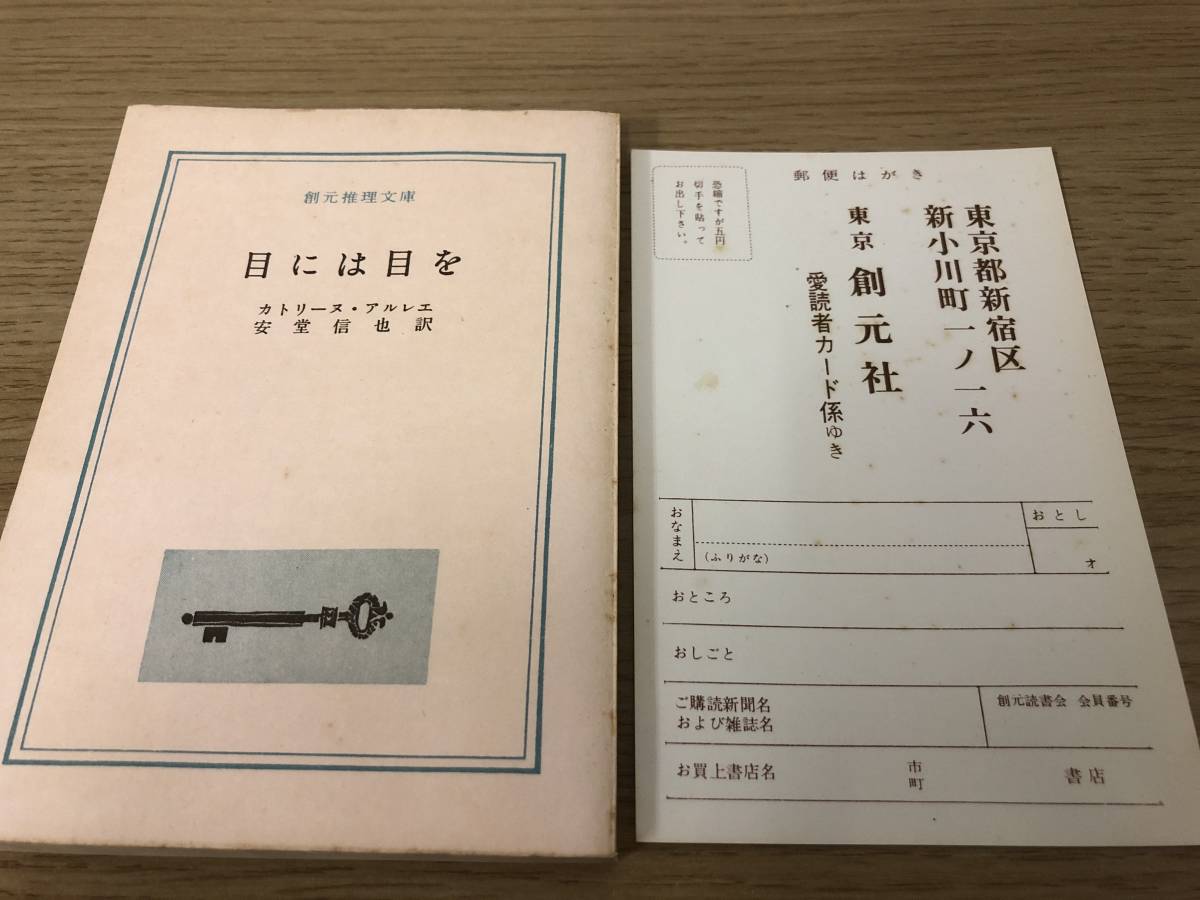 創元推理文庫
目には目を
カトリーヌ・アルレエ
安堂信也訳
郵便はがき
恐縮ですが五円
切手を貼って
お出し下さい。
東京都新宿区
新小川町一ノ一六
東京 創元社
愛読者カード係ゆき
おなまえ
(ふりがな)
おとし
才
おところ
おしごと
ご購読新聞名
および雑誌名
創元読書会 会員番号
お買上書店名
市
町
書店